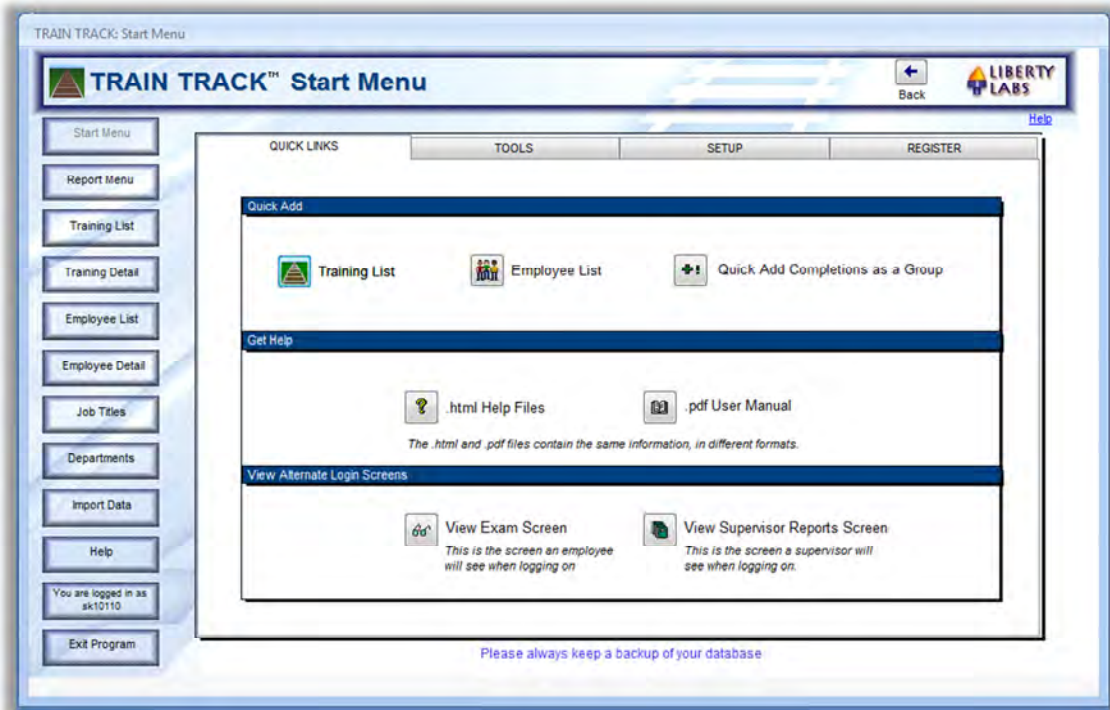 TRAIN TRACK: Start Menu
TRAIN TRACK™ Start Menu
Back
LIBERTY
LABS
Help
Start Menu
Report Menu
Training List
Training Detail
Employee List
Employee Detail
Job Titles
Departments
Import Data
Help
You are logged in as
sk10110
Exit Program
QUICK LINKS
TOOLS
SETUP
REGISTER
Quick Add
Training List
Employee List
Quick Add Completions as a Group
Get Help
.html Help Files
.pdf User Manual
The .html and .pdf files contain the same information, in different formats.
View Alternate Login Screens
View Exam Screen
This is the screen an employee
will see when logging on
View Supervisor Reports Screen
This is the screen a supervisor will
see when logging on.
Please always keep a backup of your database